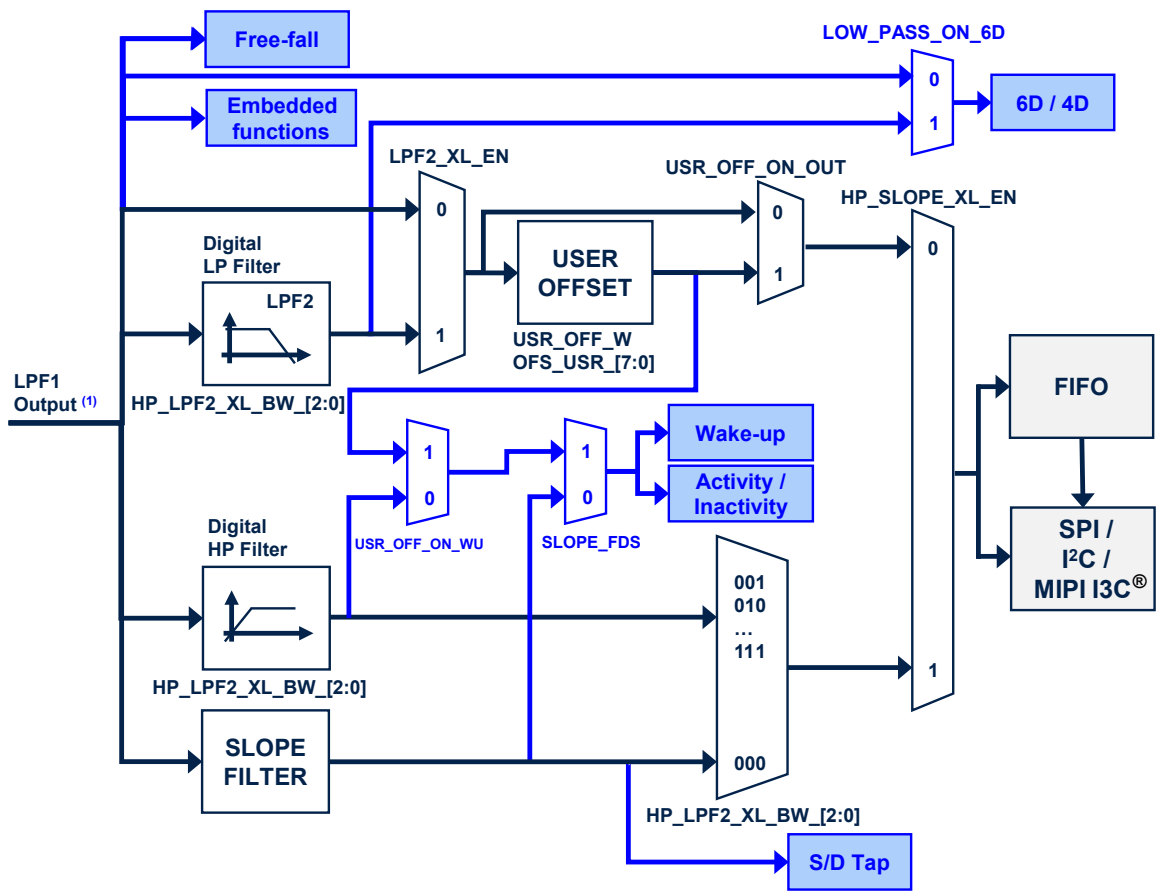 Free-fall
LOW_PASS_ON_6D
0
6D / 4D
1
Embedded
functions
LPF2_XL_EN
USR_OFF_ON_OUT
HP_SLOPE_XL_EN
0
0
0
Digital
LP Filter
LPF2
USER
OFFSET
1
1
USR_OFF_W
OFS_USR_[7:0]
LPF1
Output (1)
HP_LPF2_XL_BW_[2:0]
FIFO
1
0
USR_OFF_ON_WU
1
0
SLOPE_FDS
Wake-up
Activity /
Inactivity
SPI /
I²C /
MIPI I3C®
Digital
HP Filter
001
010
...
111
1
HP_LPF2_XL_BW_[2:0]
SLOPE
FILTER
000
HP_LPF2_XL_BW_[2:0]
S/D Tap